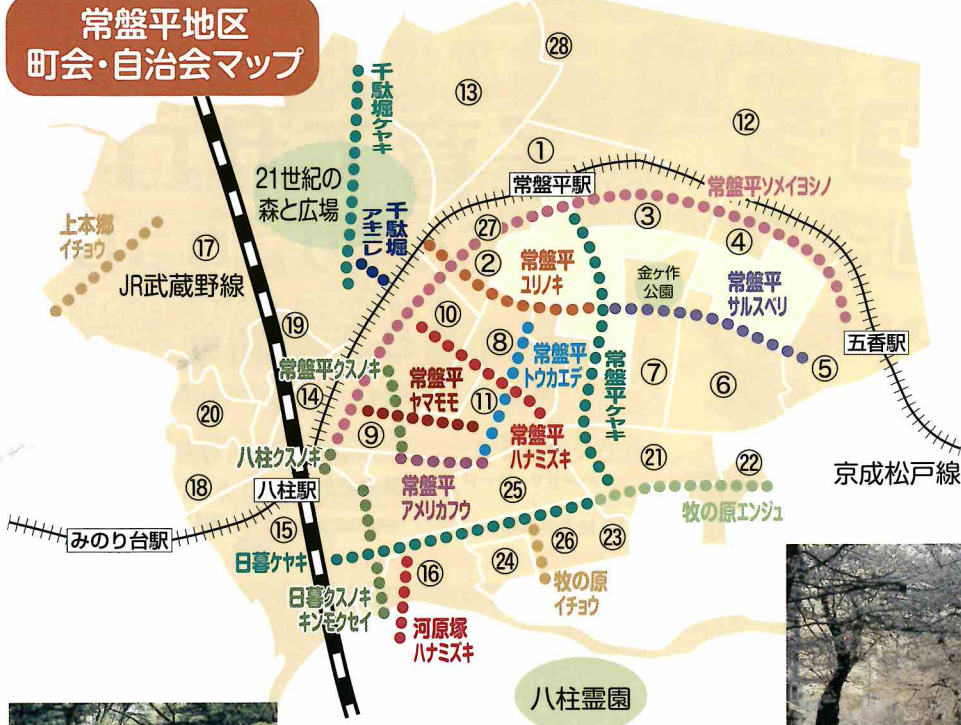 常盤平地区
町会・自治会マップ
㉘
千駄堀ケヤキ
⑬
⑫
①
21世紀の
森と広場
常盤平駅
常盤平ソメイヨシノ
千駄堀
アキニレ
上本郷
イチョウ
⑰
㉗
③
④
②
常盤平
ユリノキ
金ヶ作
公園
常盤平
サルスベリ
JR武蔵野線
⑲
⑩
⑧
常盤平
トウカエデ
五香駅
常盤平クスノキ
⑭
常盤平
ヤマモモ
⑪
常盤平ケヤキ
⑦
⑥
⑤
⑳
⑨
常盤平
ハナミズキ
八柱クスノキ
㉑
㉒
京成松戸線
⑱
八柱駅
常盤平
アメリカフウ
㉕
牧の原エンジュ
みのり台駅
⑮
日暮ケヤキ
⑯
㉔
㉖
㉓
日暮クスノキ
キンモクセイ
牧の原
イチョウ
河原塚
ハナミズキ
八柱霊園